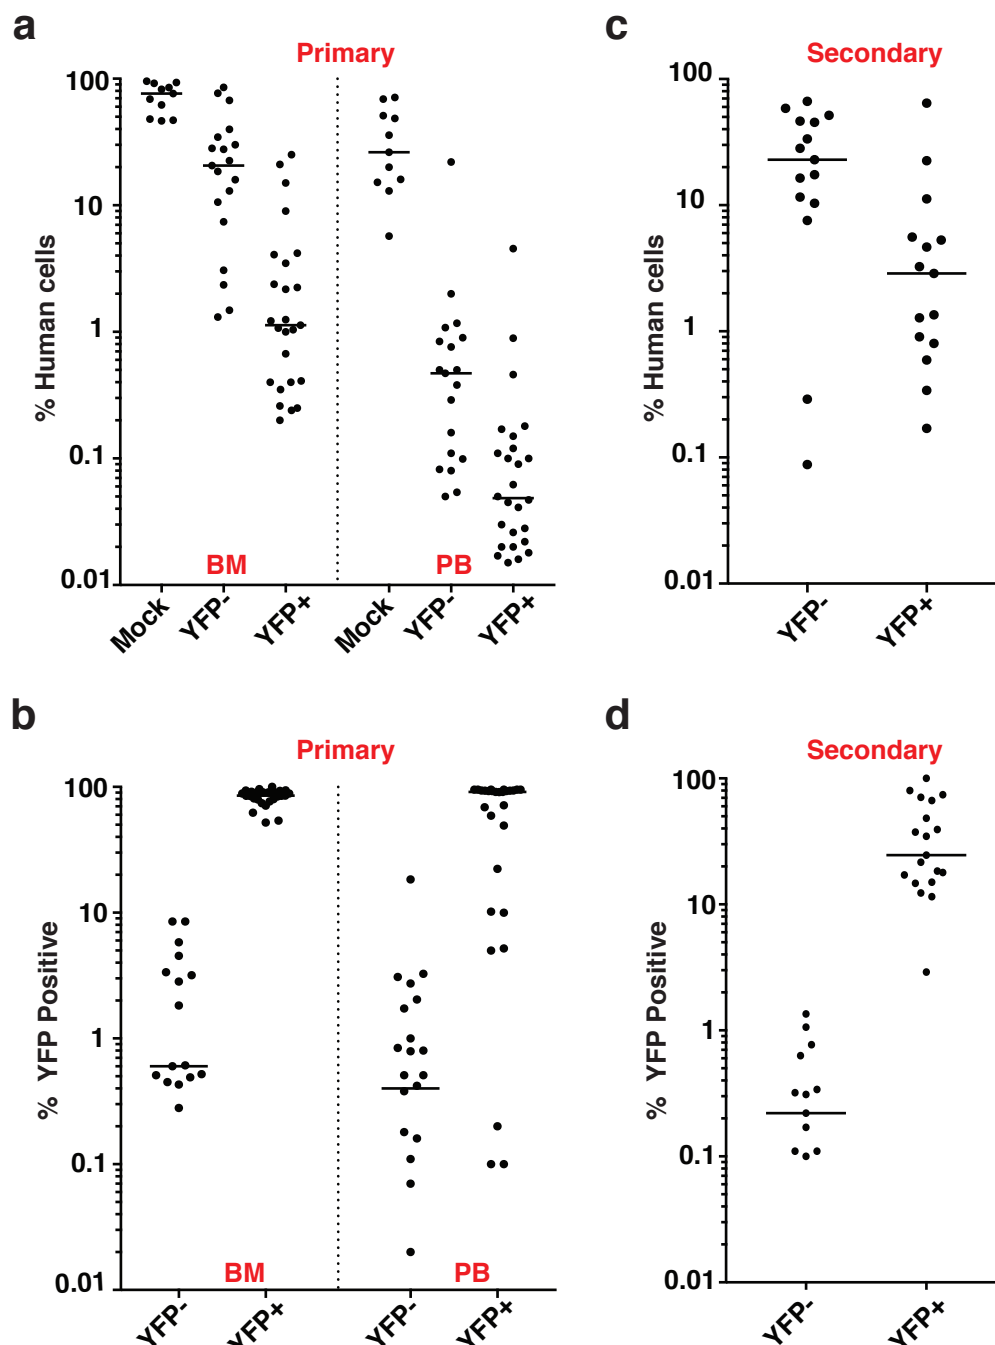 a
Primary
% Human cells
100
10
1
0.1
0.01
BM
PB
Mock
YFP-
YFP+
Mock
YFP-
YFP+
c
Secondary
% Human cells
100
10
1
0.1
0.01
YFP-
YFP+
b
Primary
% YFP Positive
100
10
1
0.1
0.01
BM
PB
YFP-
YFP+
YFP-
YFP+
d
Secondary
% YFP Positive
100
10
1
0.1
0.01
YFP-
YFP+